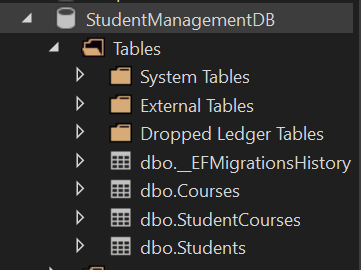 StudentManagementDB
Tables
System Tables
External Tables
Dropped Ledger Tables
dbo.__EFMigrationsHistory
dbo.Courses
dbo.StudentCourses
dbo.Students